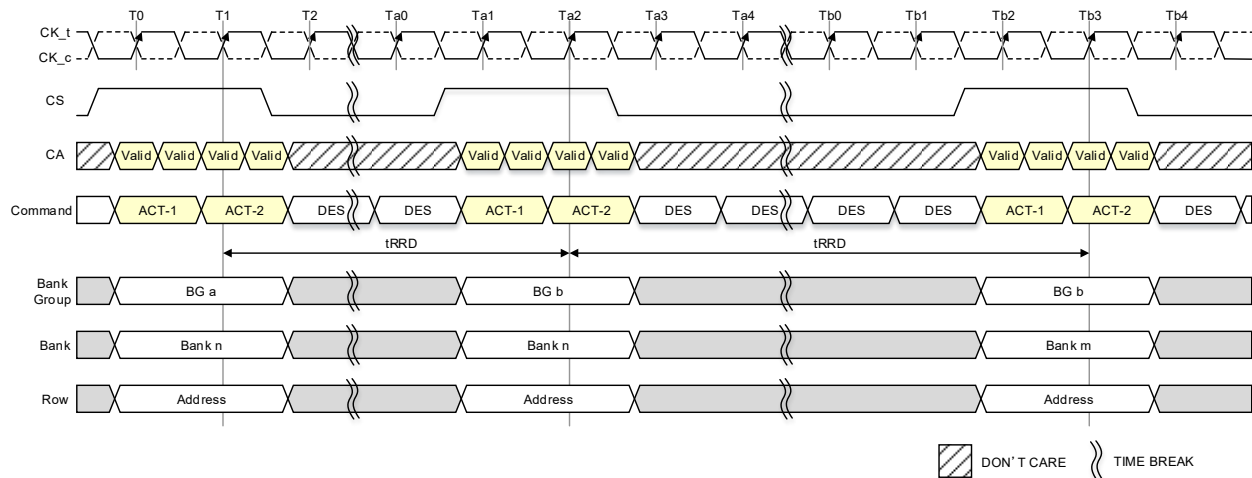 T0 T1 T2 Ta0 Ta1 Ta2 Ta3 Ta4 Tb0 Tb1 Tb2 Tb3 Tb4
CK_t
CK_c
CS
CA Valid Valid Valid Valid Valid Valid Valid Valid Valid Valid Valid Valid
Command ACT-1 ACT-2 DES DES ACT-1 ACT-2 DES DES DES DES ACT-1 ACT-2 DES
tRRD tRRD
Bank
Group BG a BG b BG b
Bank Bank n Bank n Bank m
Row Address Address Address
DON'T CARE TIME BREAK